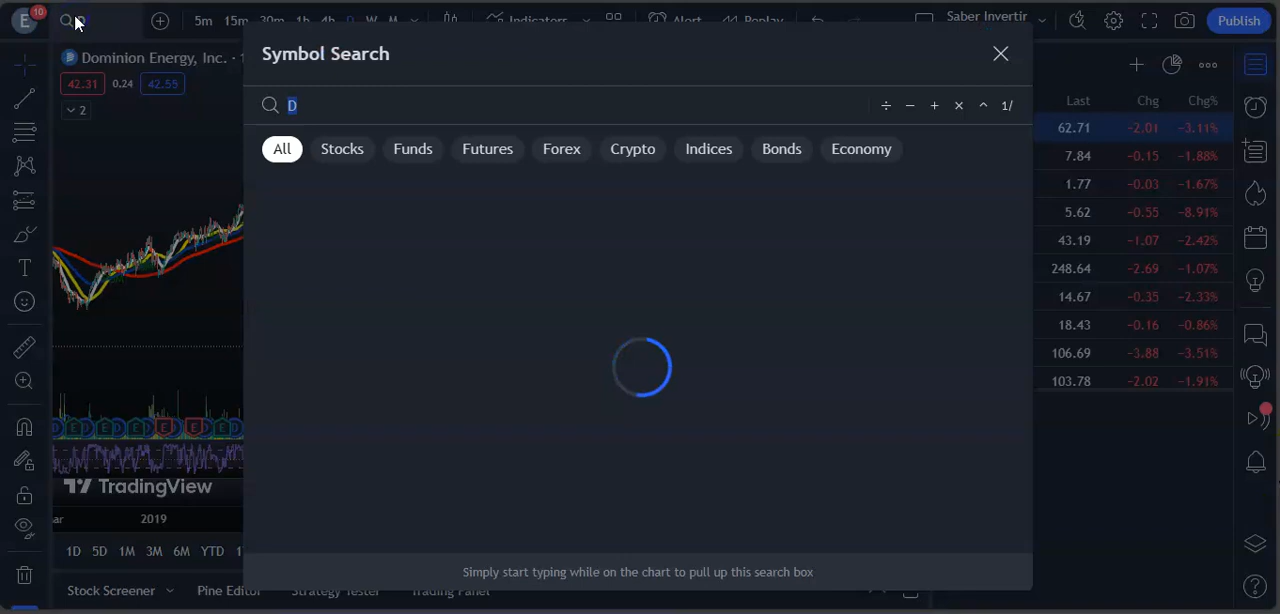 E 10 5m 15m 30m 1h 4h D W M Indicators Alert Replay Saber Invertir Publish
Symbol Search
Dominion Energy, Inc. · 1
42.31 0.24 42.55
D ÷ − + × ^ 1/
2
All Stocks Funds Futures Forex Crypto Indices Bonds Economy
Last Chg Chg%
62.71 −2.01 −3.11%
7.84 −0.15 −1.88%
1.77 −0.03 −1.67%
5.62 −0.55 −8.91%
43.19 −1.07 −2.42%
248.64 −2.69 −1.07%
14.67 −0.35 −2.33%
18.43 −0.16 −0.86%
106.69 −3.88 −3.51%
103.78 −2.02 −1.91%
TradingView
ar 2019
1D 5D 1M 3M 6M YTD 1
Simply start typing while on the chart to pull up this search box
Stock Screener Pine Editor Strategy Tester Trading Panel